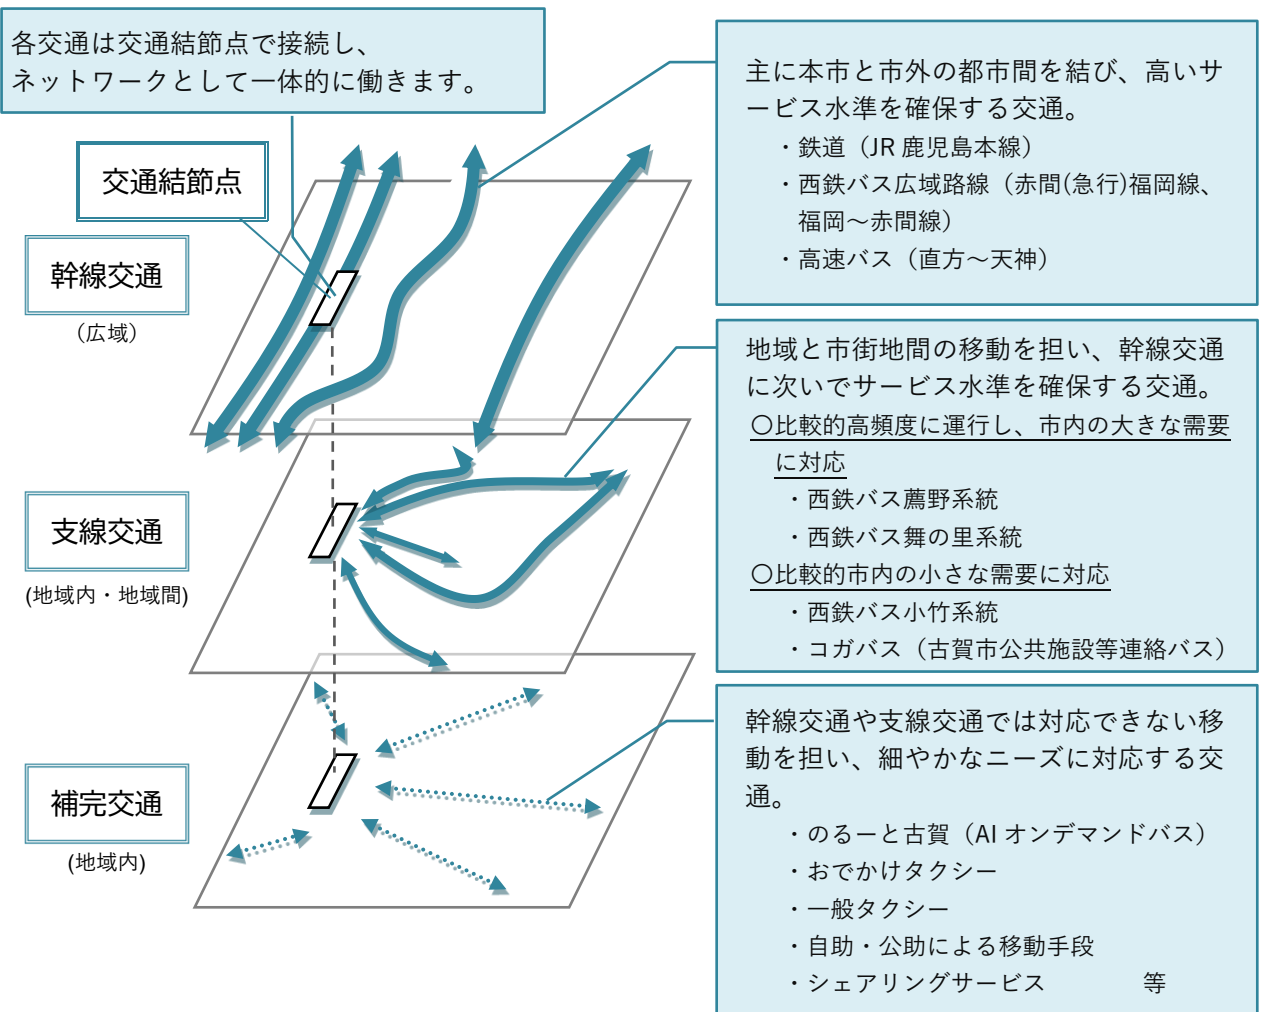 各交通は交通結節点で接続し、
ネットワークとして一体的に働きます。
交通結節点
幹線交通
（広域）
主に本市と市外の都市間を結び、高いサ
ービス水準を確保する交通。
・鉄道（JR 鹿児島本線）
・西鉄バス広域路線（赤間(急行)福岡線、
福岡～赤間線）
・高速バス（直方～天神）
支線交通
(地域内・地域間)
地域と市街地間の移動を担い、幹線交通
に次いでサービス水準を確保する交通。
〇比較的高頻度に運行し、市内の大きな需要
に対応
・西鉄バス薦野系統
・西鉄バス舞の里系統
〇比較的市内の小さな需要に対応
・西鉄バス小竹系統
・コガバス（古賀市公共施設等連絡バス）
補完交通
(地域内)
幹線交通や支線交通では対応できない移
動を担い、細やかなニーズに対応する交
通。
・のるーと古賀（AI オンデマンドバス）
・おでかけタクシー
・一般タクシー
・自助・公助による移動手段
・シェアリングサービス　　　　等